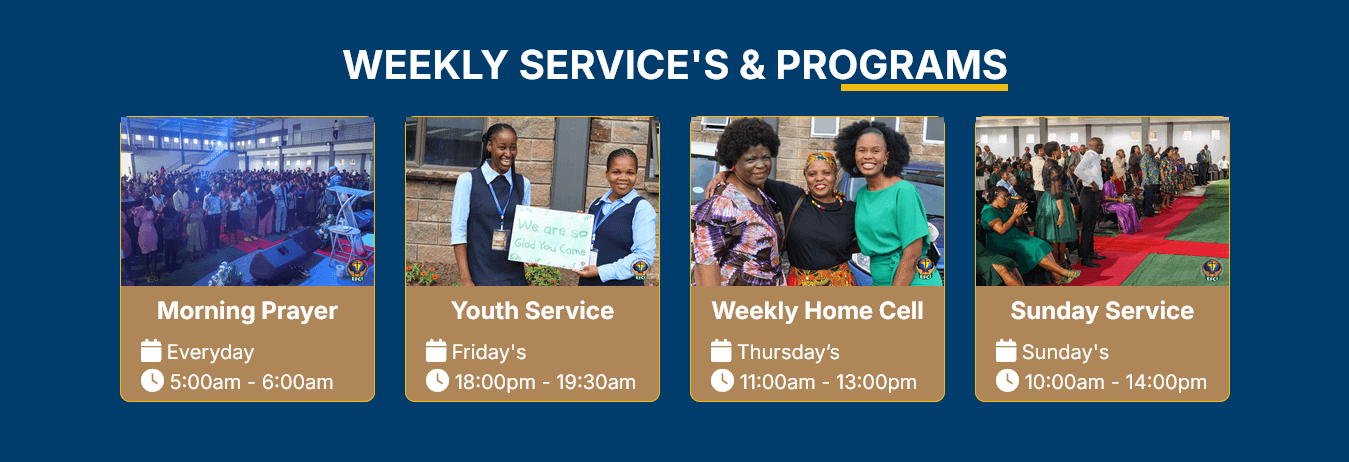 WEEKLY SERVICE'S & PROGRAMS
We are so
Glad You Came
Morning Prayer
Everyday
5:00am - 6:00am
Youth Service
Friday's
18:00pm - 19:30am
Weekly Home Cell
Thursday’s
11:00am - 13:00pm
Sunday Service
Sunday's
10:00am - 14:00pm